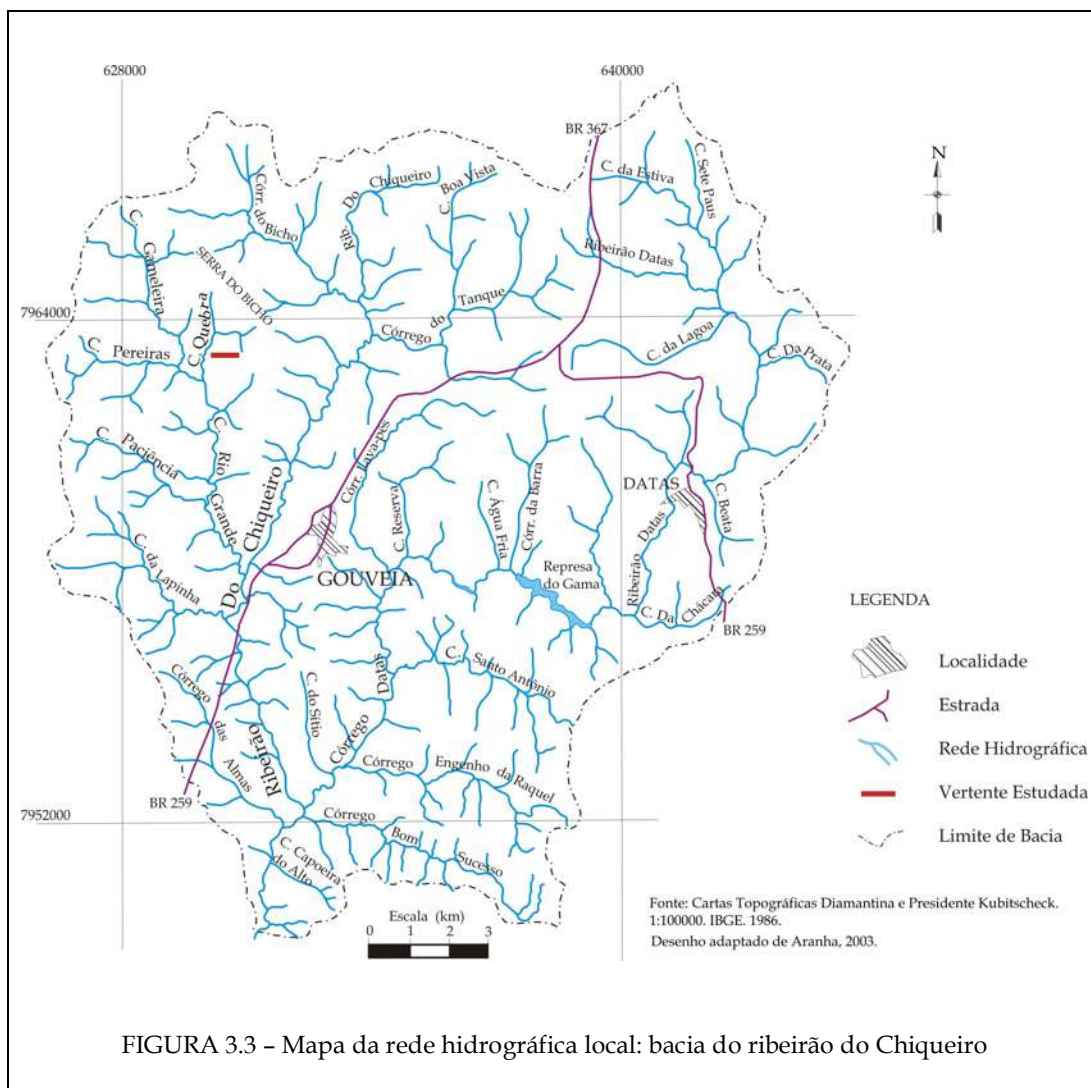 628000
640000
BR 367
N
C. da Estiva
C. Sete Paus
Rib. Do Chiqueiro
C. Boa Vista
Córr. do Bicho
C. Gameleira
SERRA DO BICHO
Ribeirão Datas
7964000
C. Quebra
Córrego do Tanque
C. Pereiras
C. da Lagoa
C. Da Prata
C. Rio Grande
C. Paciência
Córr. Lava-pés
C. Reserva
C. Água Fria
Córr. da Barra
DATAS
C. Beata
Ribeirão Datas
GOUVEIA
Represa
do Gama
C. da Lapinha
C. Da Chácara
BR 259
Ribeirão Do Chiqueiro
C. Santo Antônio
C. do Sítio
Córrego Datas
Córrego das Almas
Córrego Engenho da Raquel
BR 259
7952000
Córrego Bom Sucesso
C. Capoeira
do Alto
LEGENDA
Localidade
Estrada
Rede Hidrográfica
Vertente Estudada
Limite de Bacia
Escala (km)
0 1 2 3
Fonte: Cartas Topográficas Diamantina e Presidente Kubitscheck.
1:100000. IBGE. 1986.
Desenho adaptado de Aranha, 2003.
FIGURA 3.3 – Mapa da rede hidrográfica local: bacia do ribeirão do Chiqueiro